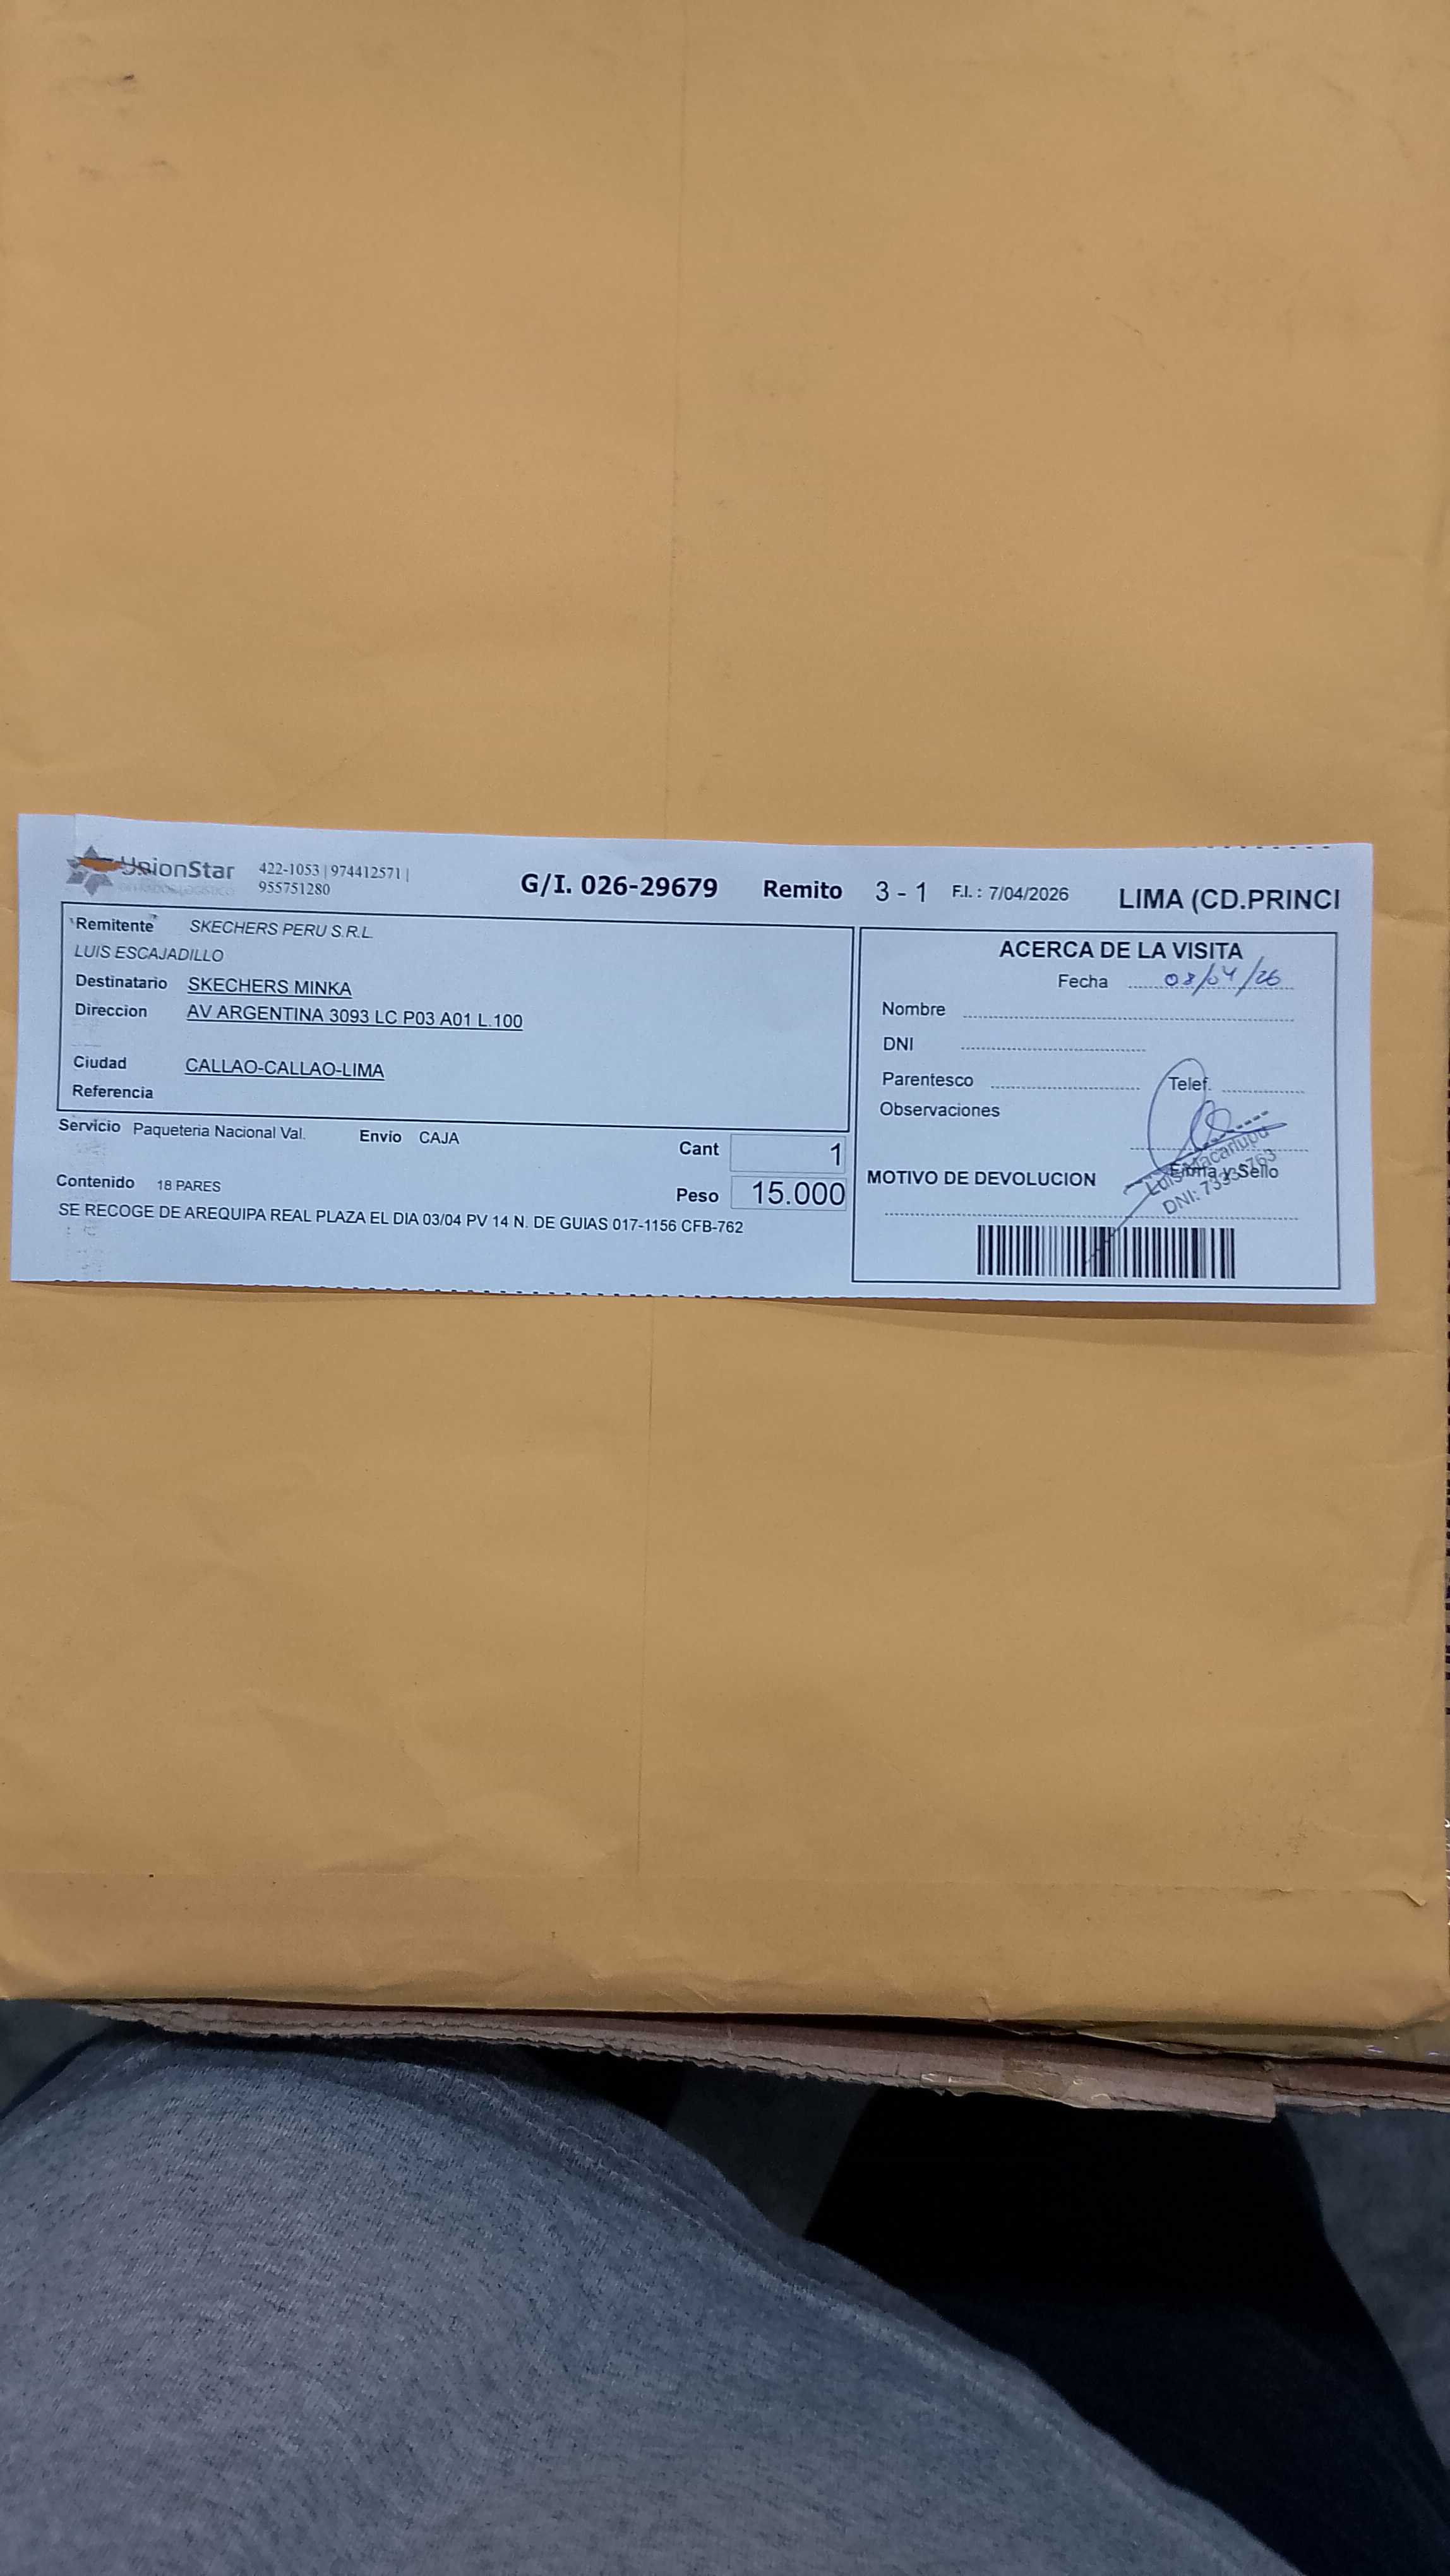 UnionStar 422-1053 | 974412571 |
955751280
G/I. 026-29679 Remito 3 - 1 F.I. : 7/04/2026 LIMA (CD.PRINCI
Remitente SKECHERS PERU S.R.L.
LUIS ESCAJADILLO
Destinatario SKECHERS MINKA
Direccion AV ARGENTINA 3093 LC P03 A01 L.100
Ciudad CALLAO-CALLAO-LIMA
Referencia
Servicio Paqueteria Nacional Val. Envio CAJA
Cant 1
Contenido 18 PARES
Peso 15.000
SE RECOGE DE AREQUIPA REAL PLAZA EL DIA 03/04 PV 14 N. DE GUIAS 017-1156 CFB-762
ACERCA DE LA VISITA
Fecha 08/04/26
Nombre
DNI
Parentesco Telef.
Observaciones
Luis Macarlupu
Firma y Sello
DNI:
MOTIVO DE DEVOLUCION